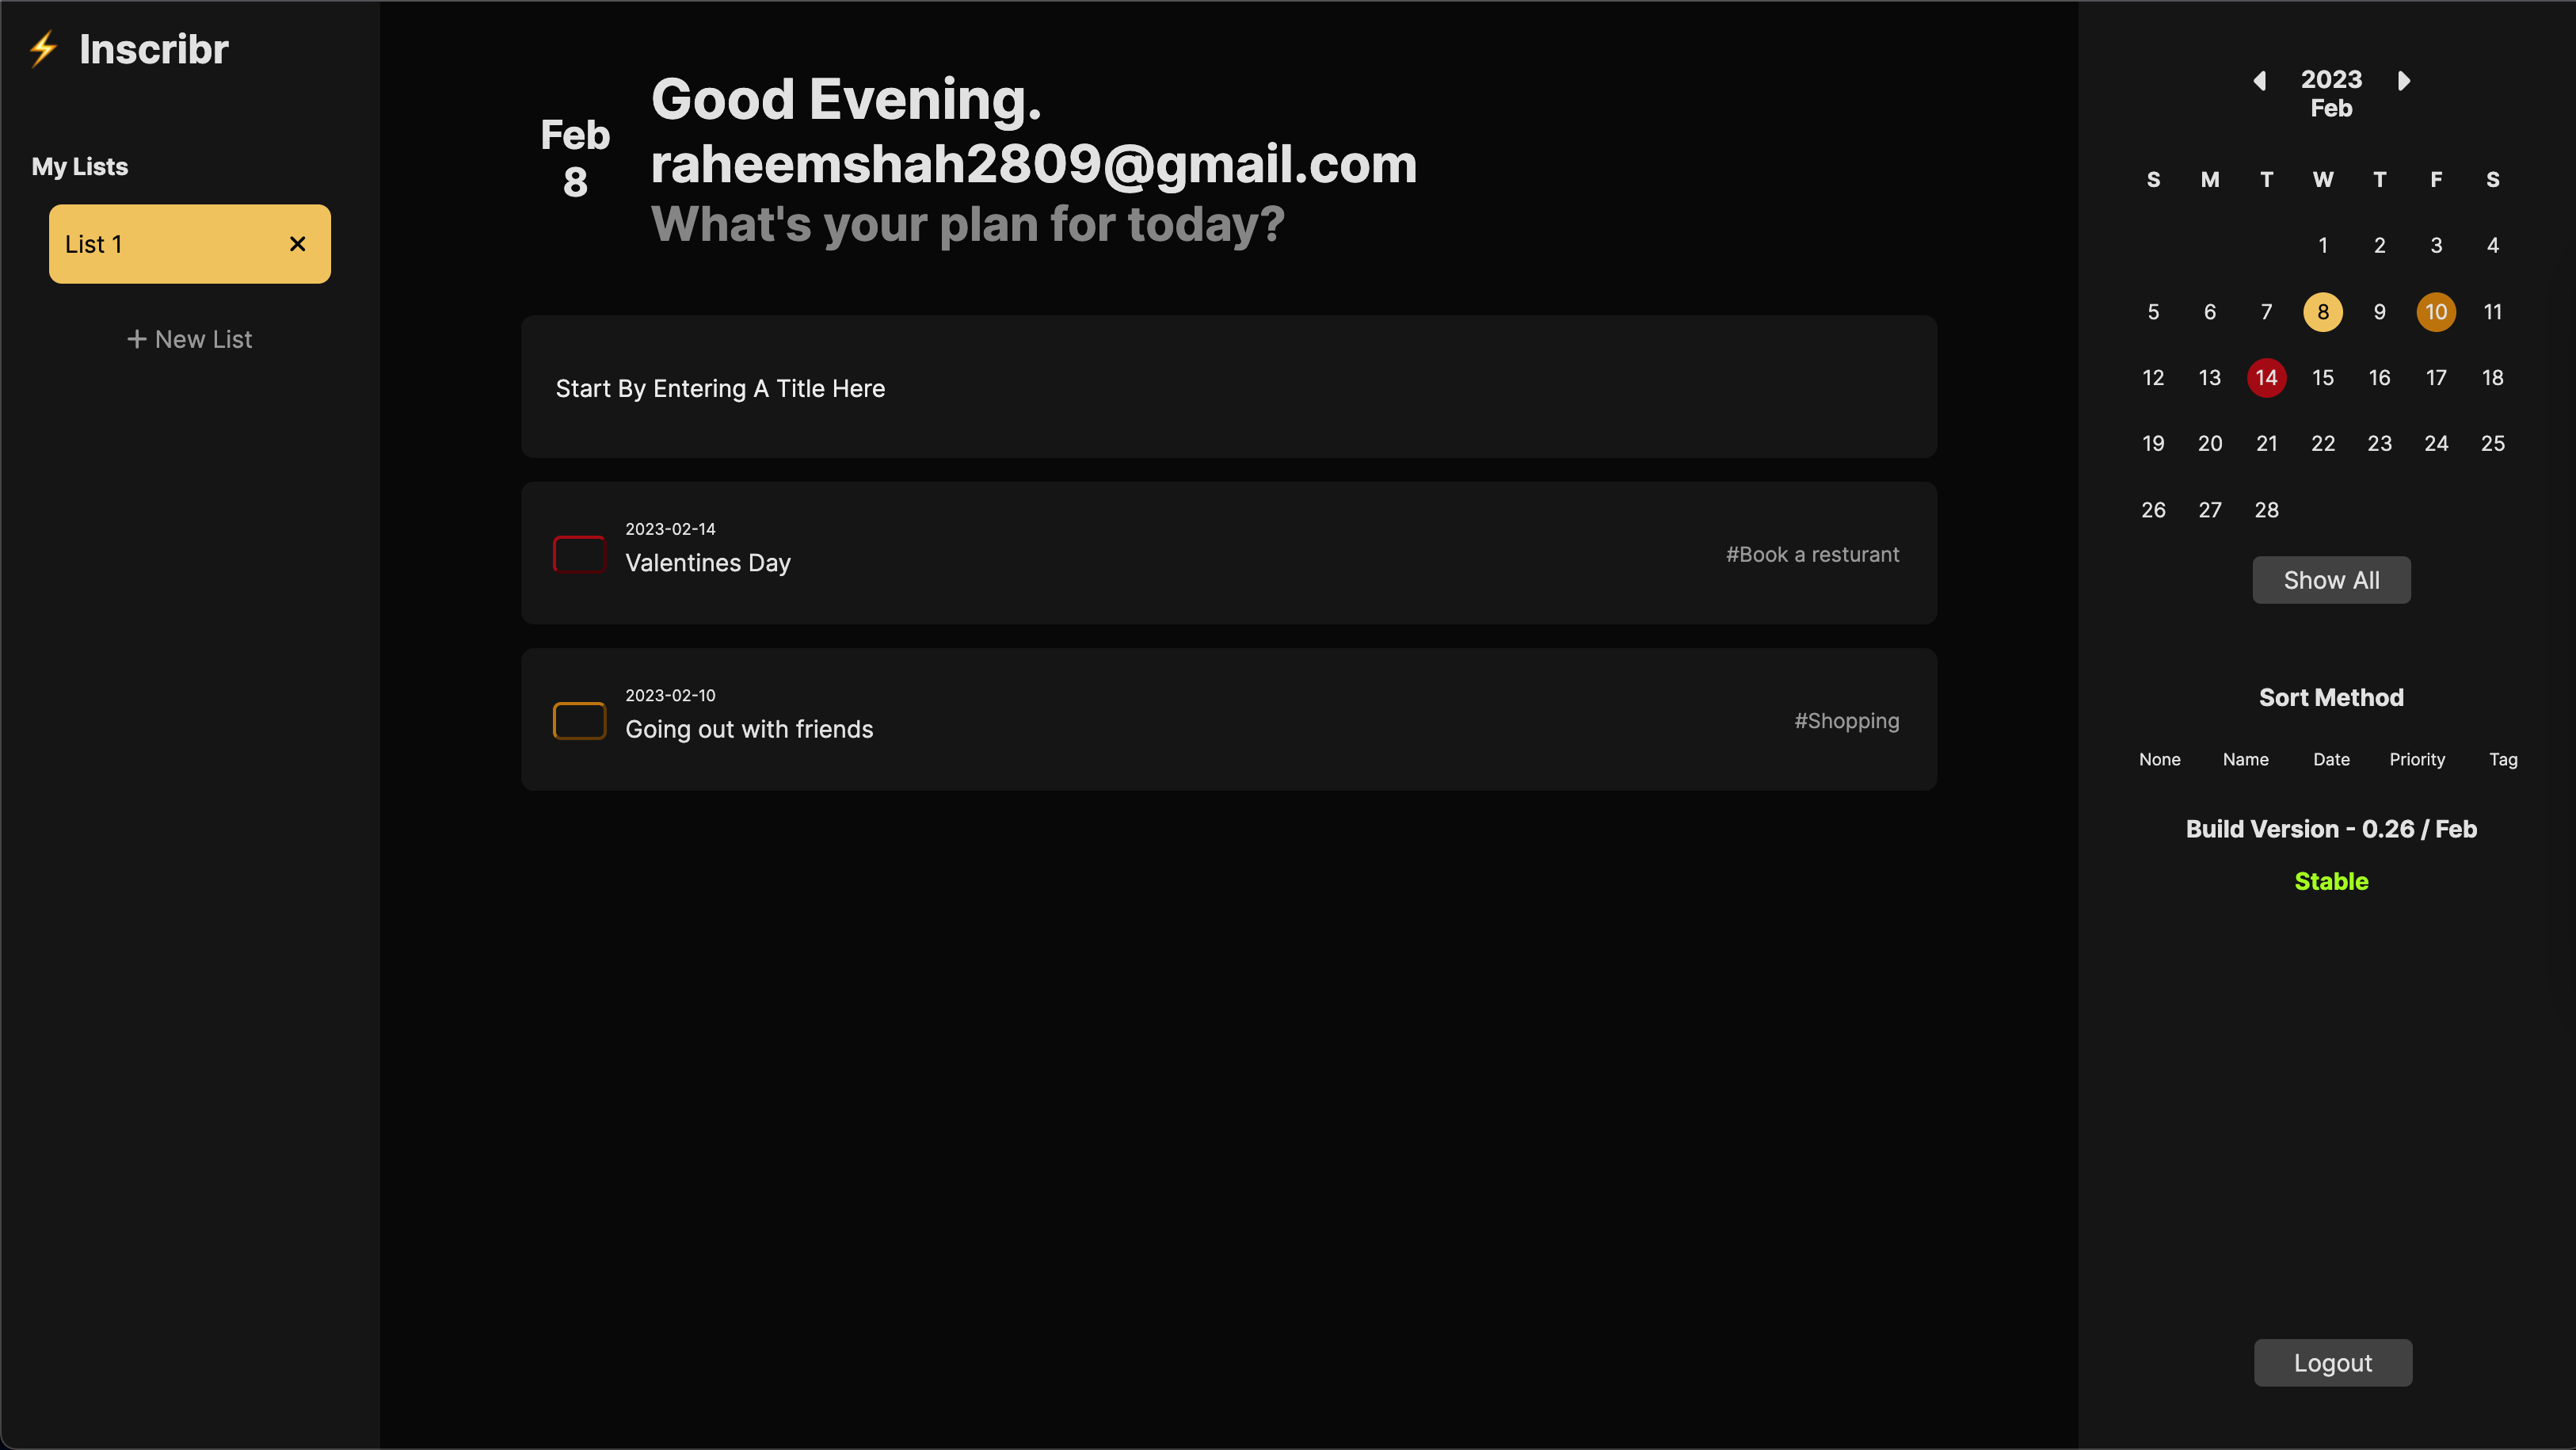 Inscribr
My Lists
List 1
+ New List
Feb
8
Good Evening.
raheemshah2809@gmail.com
What's your plan for today?
Start By Entering A Title Here
2023-02-14
Valentines Day
#Book a resturant
2023-02-10
Going out with friends
#Shopping
2023
Feb
S M T W T F S
1 2 3 4
5 6 7 8 9 10 11
12 13 14 15 16 17 18
19 20 21 22 23 24 25
26 27 28
Show All
Sort Method
None Name Date Priority Tag
Build Version - 0.26 / Feb
Stable
Logout